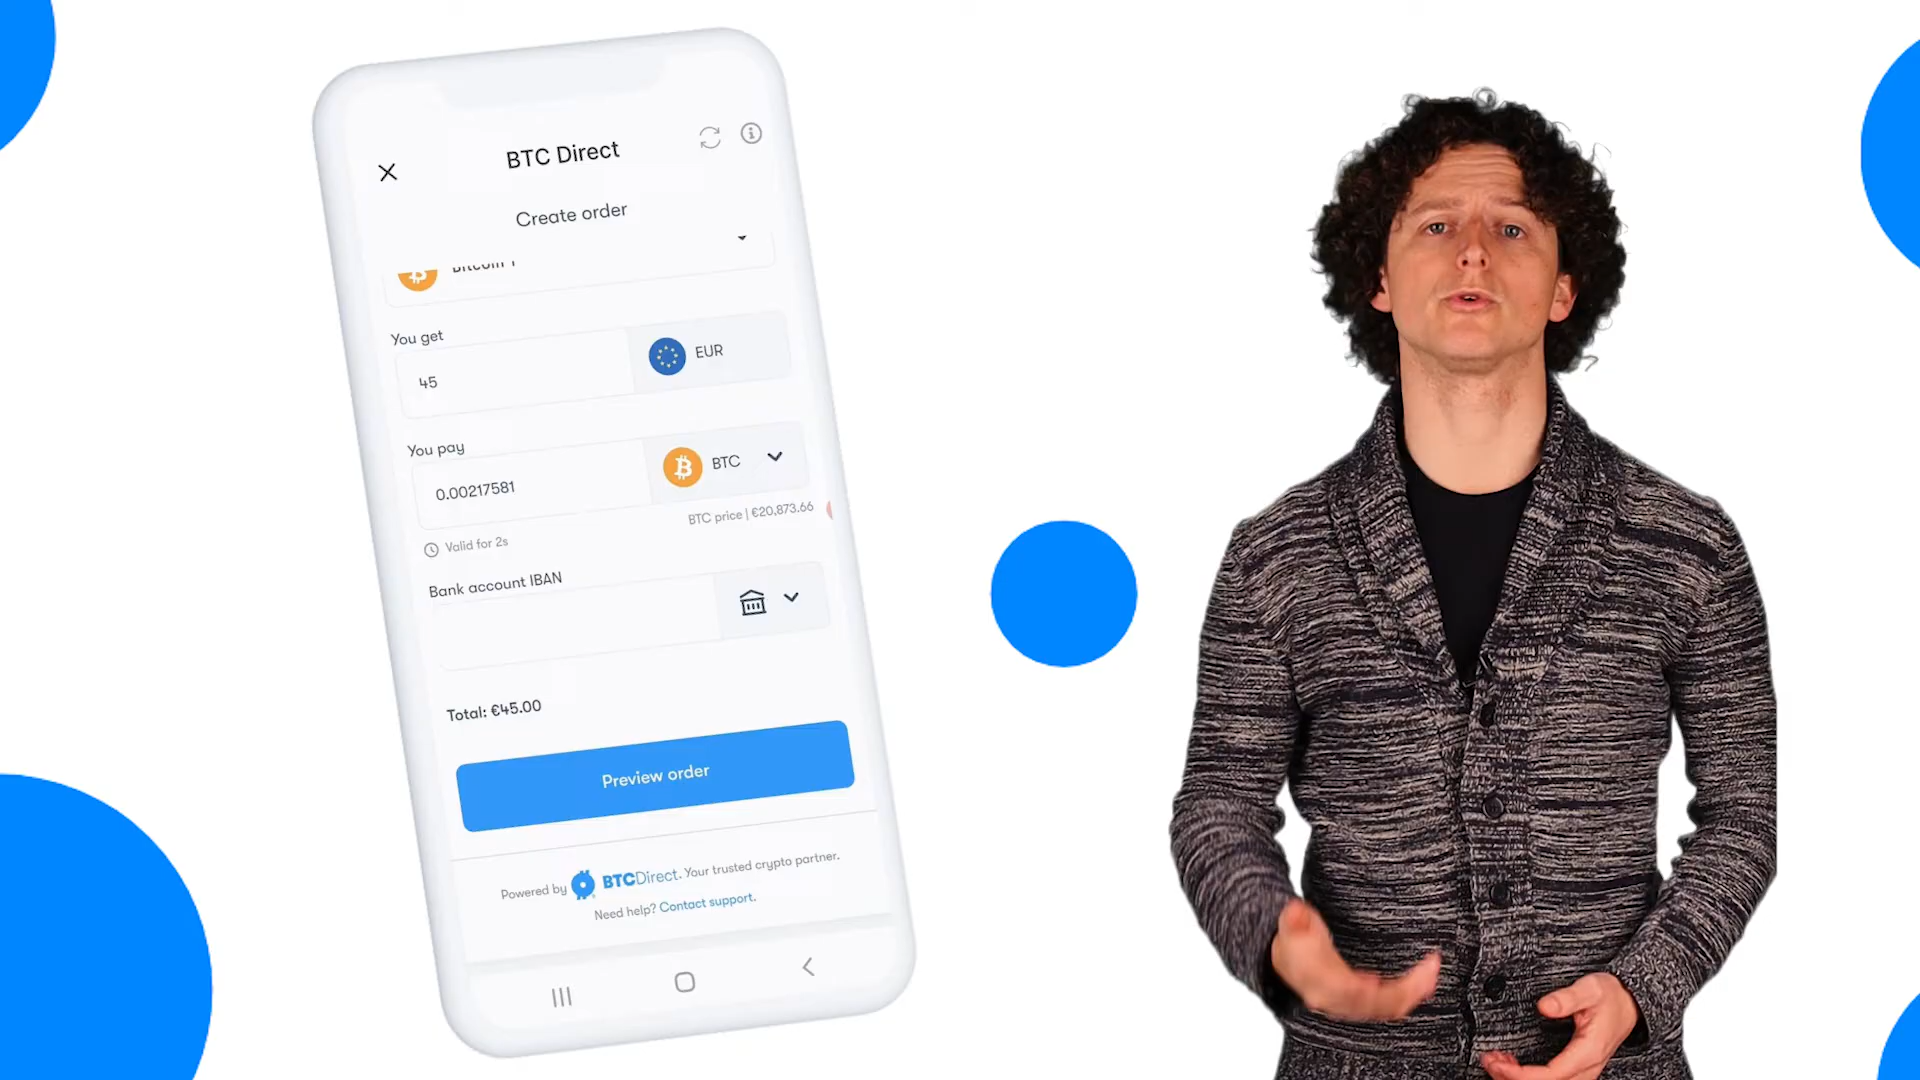 BTC Direct
Create order
You get
45
EUR
You pay
0.00217581
BTC
BTC price | €20,873.66
Valid for 2s
Bank account IBAN
Total: €45.00
Preview order
Powered by BTCDirect. Your trusted crypto partner.
Need help? Contact support.